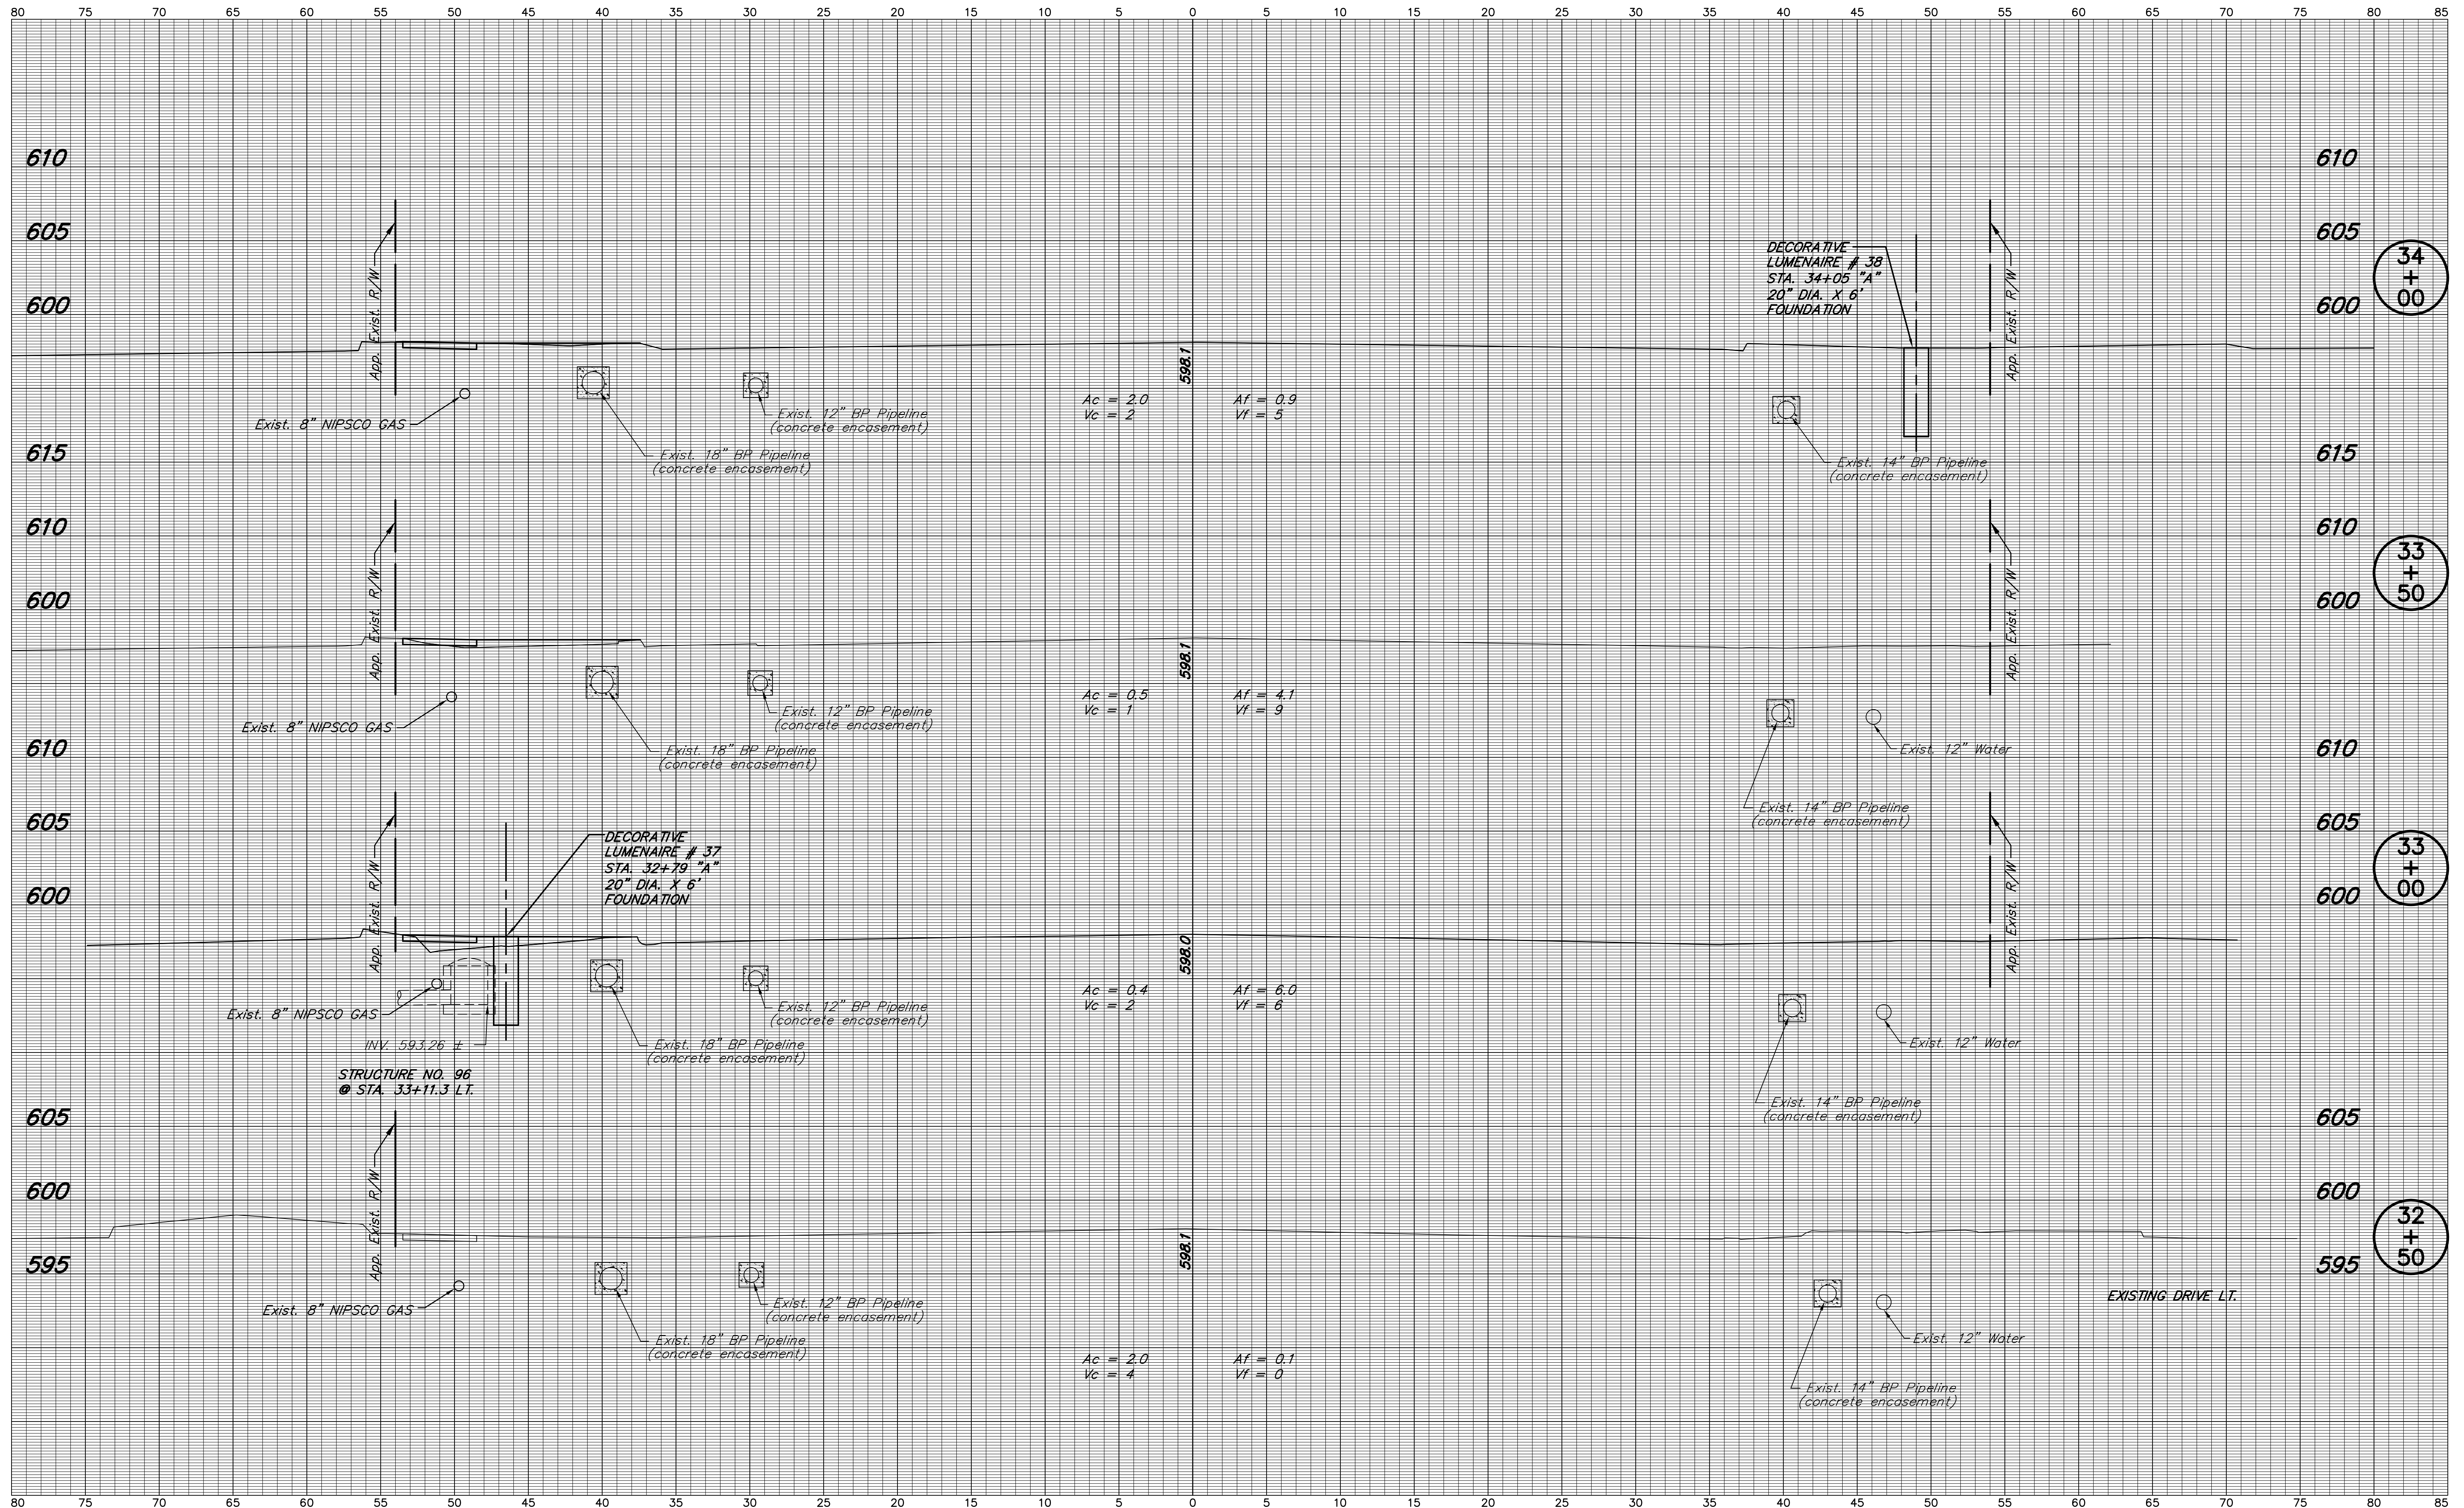 80 75 70 65 60 55 50 45 40 35 30 25 20 15 10 5 0 5 10 15 20 25 30 35 40 45 50 55 60 65 70 75 80 85
610 610
605 605
600 600
34
+
00
App. Exist. R/W
App. Exist. R/W
DECORATIVE
LUMENAIRE # 38
STA. 34+05 "A"
20" DIA. X 6'
FOUNDATION
598.1
Exist. 8" NIPSCO GAS
Exist. 12" BP Pipeline
(concrete encasement)
Exist. 18" BP Pipeline
(concrete encasement)
Ac = 2.0 Af = 0.9
Vc = 2 Vf = 5
Exist. 14" BP Pipeline
(concrete encasement)
615 615
610 610
600 600
33
+
50
App. Exist. R/W
App. Exist. R/W
598.1
Exist. 8" NIPSCO GAS
Exist. 12" BP Pipeline
(concrete encasement)
Exist. 18" BP Pipeline
(concrete encasement)
Ac = 0.5 Af = 4.1
Vc = 1 Vf = 9
Exist. 12" Water
Exist. 14" BP Pipeline
(concrete encasement)
610 610
605 605
600 600
33
+
00
App. Exist. R/W
App. Exist. R/W
DECORATIVE
LUMENAIRE # 37
STA. 32+79 "A"
20" DIA. X 6'
FOUNDATION
598.0
Exist. 8" NIPSCO GAS
INV. 593.26 ±
STRUCTURE NO. 96
@ STA. 33+11.3 LT.
Exist. 12" BP Pipeline
(concrete encasement)
Exist. 18" BP Pipeline
(concrete encasement)
Ac = 0.4 Af = 6.0
Vc = 2 Vf = 6
Exist. 12" Water
Exist. 14" BP Pipeline
(concrete encasement)
605 605
600 600
595 595
32
+
50
App. Exist. R/W
598.1
EXISTING DRIVE LT.
Exist. 8" NIPSCO GAS
Exist. 12" BP Pipeline
(concrete encasement)
Exist. 18" BP Pipeline
(concrete encasement)
Ac = 2.0 Af = 0.1
Vc = 4 Vf = 0
Exist. 12" Water
Exist. 14" BP Pipeline
(concrete encasement)
80 75 70 65 60 55 50 45 40 35 30 25 20 15 10 5 0 5 10 15 20 25 30 35 40 45 50 55 60 65 70 75 80 85